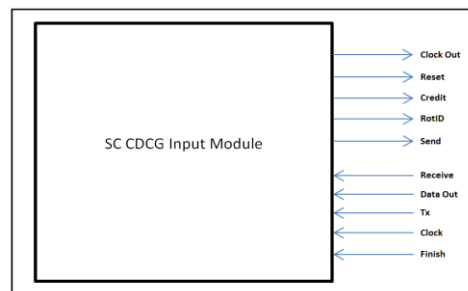 SC CDCG Input Module
Clock Out
Reset
Credit
RotID
Send
Receive
Data Out
Tx
Clock
Finish